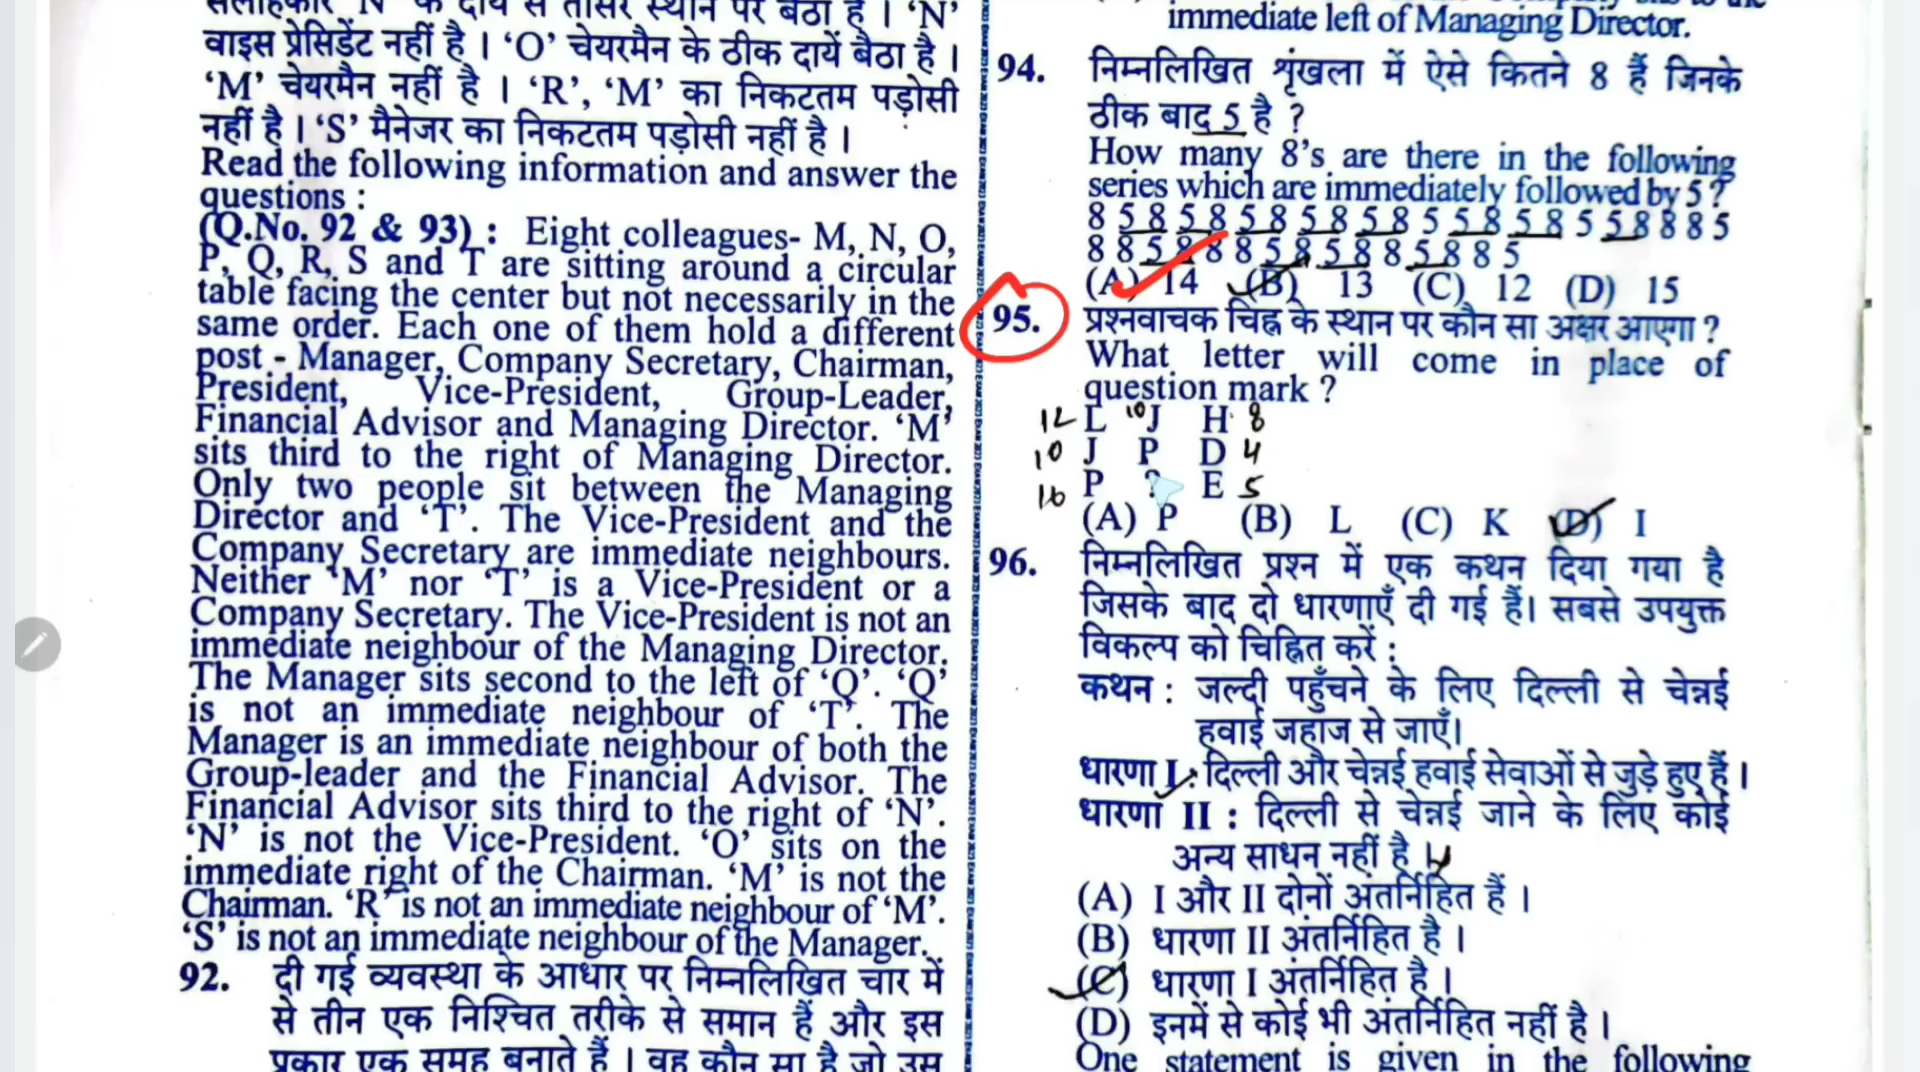 सलाहकार 'N' के दायें से तीसरे स्थान पर बैठा है । 'N'
वाइस प्रेसिडेंट नहीं है । 'O' चेयरमैन के ठीक दायें बैठा है ।
'M' चेयरमैन नहीं है । 'R', 'M' का निकटतम पड़ोसी
नहीं है । 'S' मैनेजर का निकटतम पड़ोसी नहीं है ।
Read the following information and answer the
questions :
(Q.No. 92 & 93) : Eight colleagues- M, N, O,
P, Q, R, S and T are sitting around a circular
table facing the center but not necessarily in the
same order. Each one of them hold a different
post - Manager, Company Secretary, Chairman,
President, Vice-President, Group-Leader,
Financial Advisor and Managing Director. 'M'
sits third to the right of Managing Director.
Only two people sit between the Managing
Director and 'T'. The Vice-President and the
Company Secretary are immediate neighbours.
Neither 'M' nor 'T' is a Vice-President or a
Company Secretary. The Vice-President is not an
immediate neighbour of the Managing Director.
The Manager sits second to the left of 'Q'. 'Q'
is not an immediate neighbour of 'T'. The
Manager is an immediate neighbour of both the
Group-leader and the Financial Advisor. The
Financial Advisor sits third to the right of 'N'.
'N' is not the Vice-President. 'O' sits on the
immediate right of the Chairman. 'M' is not the
Chairman. 'R' is not an immediate neighbour of 'M'.
'S' is not an immediate neighbour of the Manager.
92. दी गई व्यवस्था के आधार पर निम्नलिखित चार में
से तीन एक निश्चित तरीके से समान हैं और इस
प्रकार एक समूह बनाते हैं । वह कौन सा है जो उस
immediate left of Managing Director.
94. निम्नलिखित शृंखला में ऐसे कितने 8 हैं जिनके
ठीक बाद 5 है ?
How many 8's are there in the following
series which are immediately followed by 5 ?
8 5 8 5 8 5 8 5 8 5 8 5 5 8 5 8 5 5 8 8 8 5
8 8 5 8 8 8 5 8 5 8 8 5 8 8 5
(A) 14 (B) 13 (C) 12 (D) 15
95. प्रश्नवाचक चिह्न के स्थान पर कौन सा अक्षर आएगा ?
What letter will come in place of
question mark ?
12 L 10 J H 8
10 J P D 4
16 P ? E 5
(A) P (B) L (C) K (D) I
96. निम्नलिखित प्रश्न में एक कथन दिया गया है
जिसके बाद दो धारणाएँ दी गई हैं। सबसे उपयुक्त
विकल्प को चिह्नित करें :
कथन : जल्दी पहुँचने के लिए दिल्ली से चेन्नई
हवाई जहाज से जाएँ।
धारणा I : दिल्ली और चेन्नई हवाई सेवाओं से जुड़े हुए हैं ।
धारणा II : दिल्ली से चेन्नई जाने के लिए कोई
अन्य साधन नहीं है ।
(A) I और II दोनों अंतर्निहित हैं ।
(B) धारणा II अंतर्निहित है ।
(C) धारणा I अंतर्निहित है ।
(D) इनमें से कोई भी अंतर्निहित नहीं है ।
One statement is given in the following